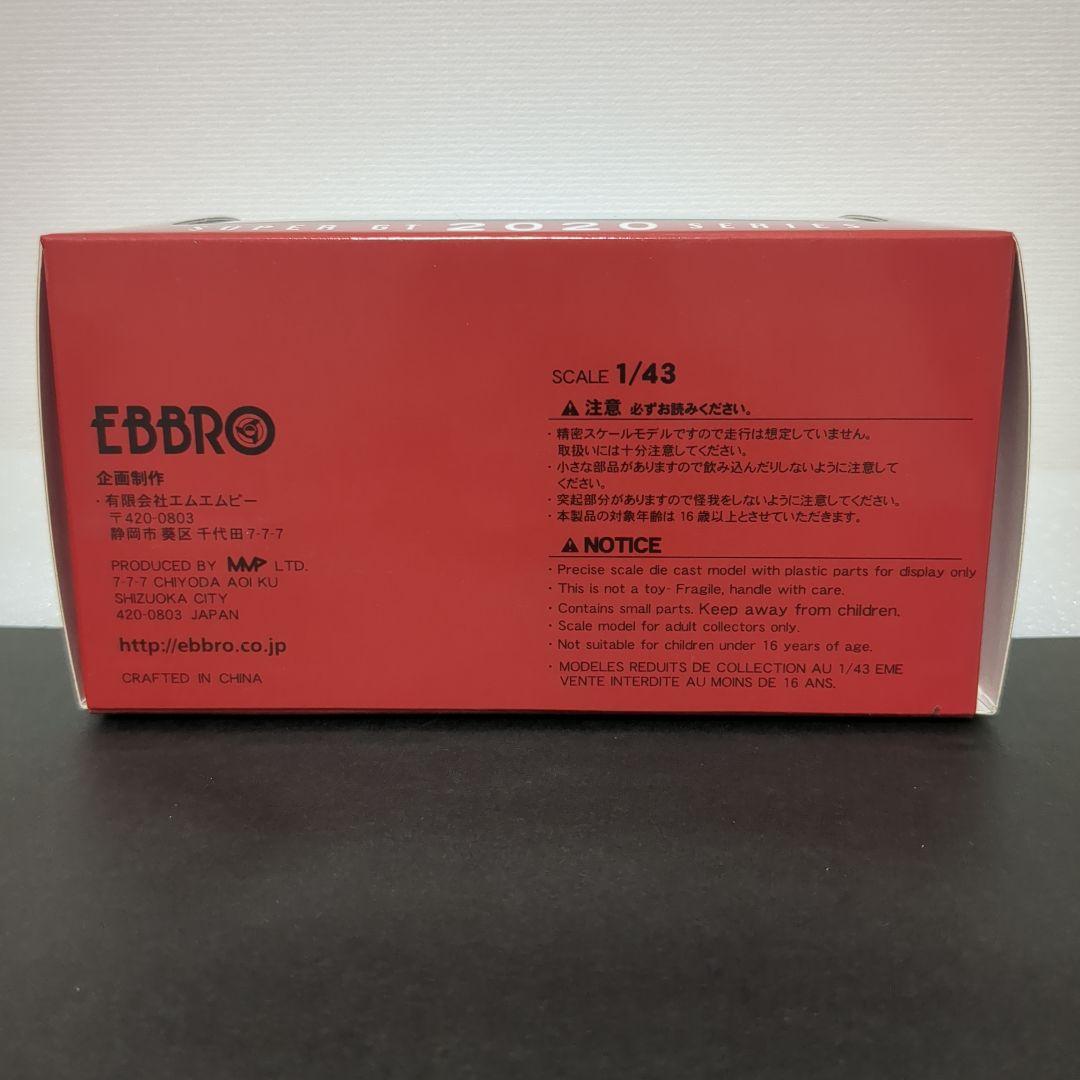 SUPER GT 2020 SERIES
EBBRO
企画制作
・有限会社エムエムピー
〒420-0803
静岡市 葵区 千代田7-7-7
PRODUCED BY MMP LTD.
7-7-7 CHIYODA AOI KU
SHIZUOKA CITY
420-0803 JAPAN
http://ebbro.co.jp
CRAFTED IN CHINA
SCALE 1/43
⚠ 注意 必ずお読みください。
・精密スケールモデルですので走行は想定していません。
取扱いには十分注意してください。
・小さな部品がありますので飲み込んだりしないように注意して
ください。
・突起部分がありますので怪我をしないように注意してください。
・本製品の対象年齢は 16 歳以上とさせていただきます。
⚠ NOTICE
・Precise scale die cast model with plastic parts for display only
・This is not a toy- Fragile, handle with care.
・Contains small parts. Keep away from children.
・Scale model for adult collectors only.
・Not suitable for children under 16 years of age.
・MODELES REDUITS DE COLLECTION AU 1/43 EME
VENTE INTERDITE AU MOINS DE 16 ANS.